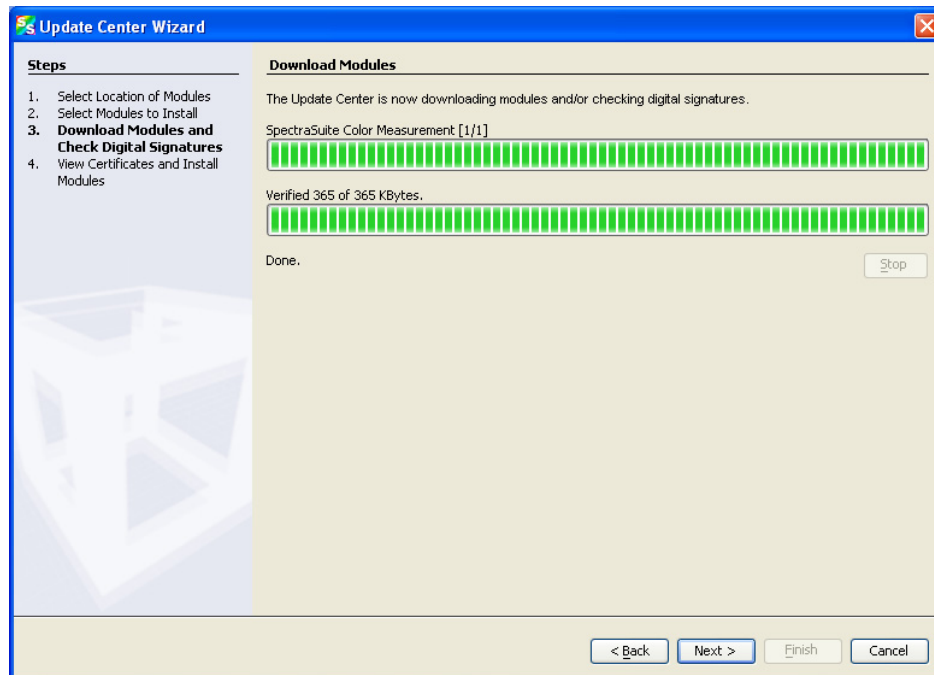 Update Center Wizard
Steps
1. Select Location of Modules
2. Select Modules to Install
3. Download Modules and
Check Digital Signatures
4. View Certificates and Install
Modules
Download Modules
The Update Center is now downloading modules and/or checking digital signatures.
SpectraSuite Color Measurement [1/1]
Verified 365 of 365 KBytes.
Done.
Stop
< Back
Next >
Finish
Cancel